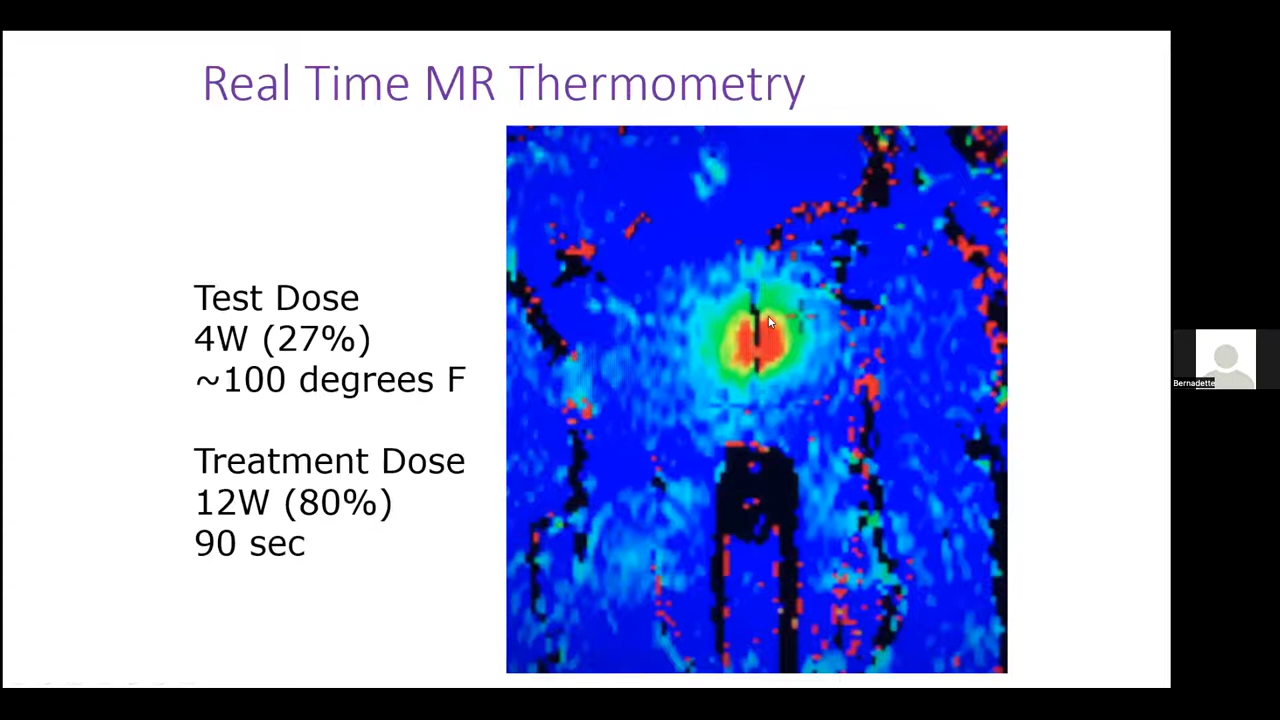 Real Time MR Thermometry
Test Dose
4W (27%)
~100 degrees F
Treatment Dose
12W (80%)
90 sec
Bernadette